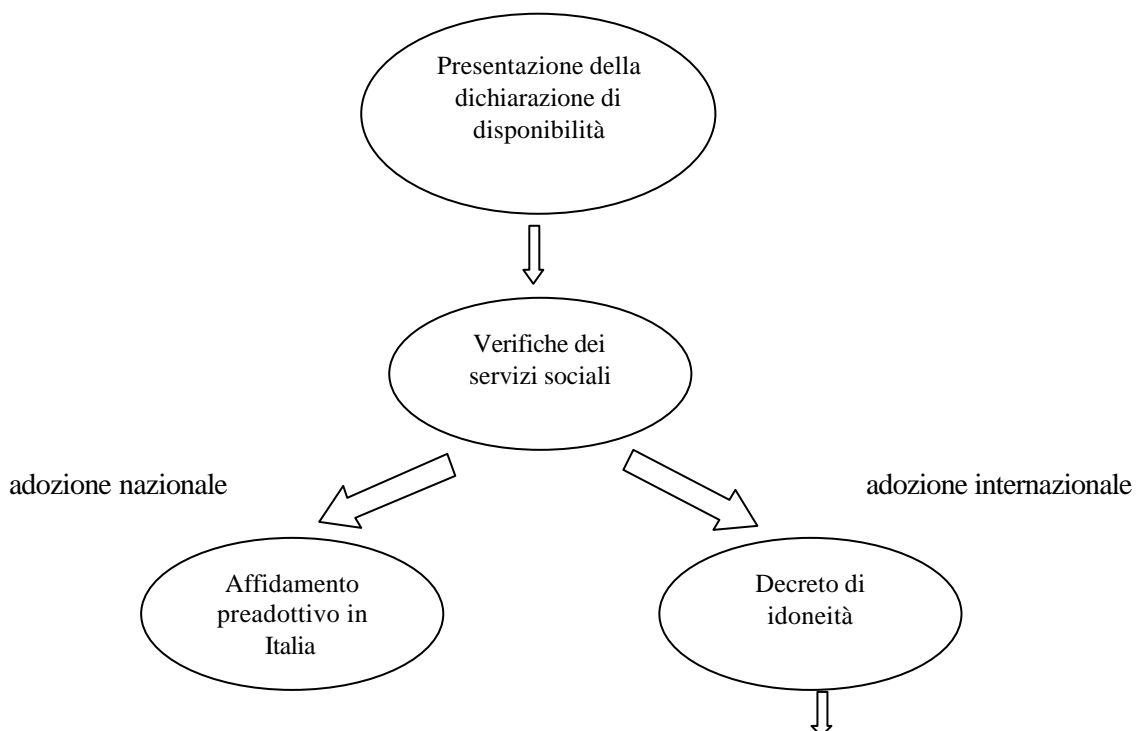 Presentazione della
dichiarazione di
disponibilità
Verifiche dei
servizi sociali
adozione nazionale
adozione internazionale
Affidamento
preadottivo in
Italia
Decreto di
idoneità